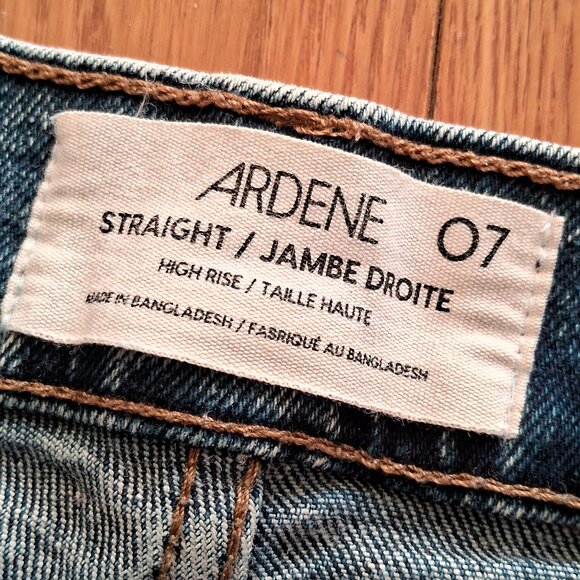 ARDENE 07
STRAIGHT / JAMBE DROITE
HIGH RISE / TAILLE HAUTE
MADE IN BANGLADESH / FABRIQUÉ AU BANGLADESH